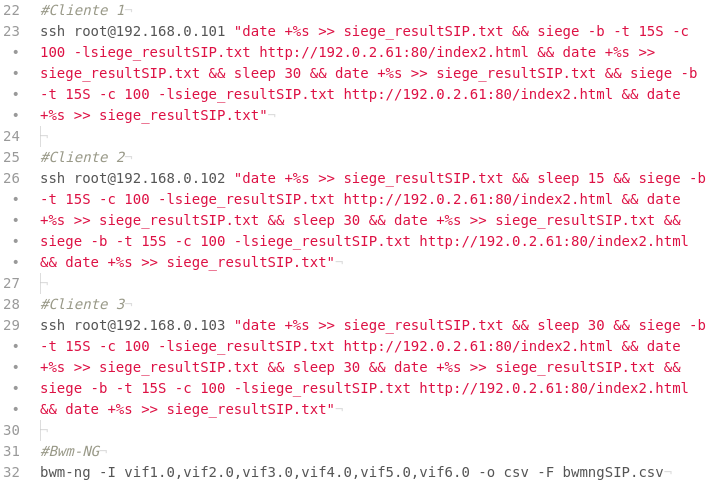 22 #Cliente 1¬
23 ssh root@192.168.0.101 "date +%s >> siege_resultSIP.txt && siege -b -t 15S -c
• 100 -lsiege_resultSIP.txt http://192.0.2.61:80/index2.html && date +%s >>
• siege_resultSIP.txt && sleep 30 && date +%s >> siege_resultSIP.txt && siege -b
• -t 15S -c 100 -lsiege_resultSIP.txt http://192.0.2.61:80/index2.html && date
• +%s >> siege_resultSIP.txt"¬
24 ¬
25 #Cliente 2¬
26 ssh root@192.168.0.102 "date +%s >> siege_resultSIP.txt && sleep 15 && siege -b
• -t 15S -c 100 -lsiege_resultSIP.txt http://192.0.2.61:80/index2.html && date
• +%s >> siege_resultSIP.txt && sleep 30 && date +%s >> siege_resultSIP.txt &&
• siege -b -t 15S -c 100 -lsiege_resultSIP.txt http://192.0.2.61:80/index2.html
• && date +%s >> siege_resultSIP.txt"¬
27 ¬
28 #Cliente 3¬
29 ssh root@192.168.0.103 "date +%s >> siege_resultSIP.txt && sleep 30 && siege -b
• -t 15S -c 100 -lsiege_resultSIP.txt http://192.0.2.61:80/index2.html && date
• +%s >> siege_resultSIP.txt && sleep 30 && date +%s >> siege_resultSIP.txt &&
• siege -b -t 15S -c 100 -lsiege_resultSIP.txt http://192.0.2.61:80/index2.html
• && date +%s >> siege_resultSIP.txt"¬
30 ¬
31 #Bwm-NG¬
32 bwm-ng -I vif1.0,vif2.0,vif3.0,vif4.0,vif5.0,vif6.0 -o csv -F bwmngSIP.csv¬